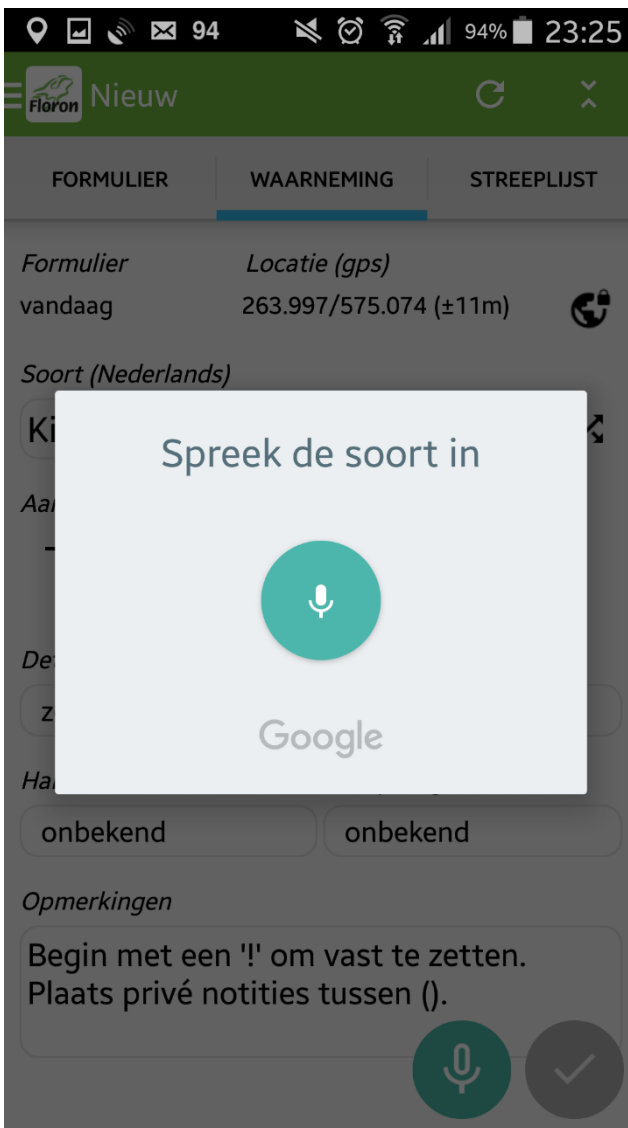 94 94% 23:25
Floron Nieuw
FORMULIER WAARNEMING STREEPLIJST
Formulier Locatie (gps)
vandaag 263.997/575.074 (±11m)
Soort (Nederlands)
Ki
Spreek de soort in
Google
onbekend onbekend
Opmerkingen
Begin met een '!' om vast te zetten.
Plaats privé notities tussen ().